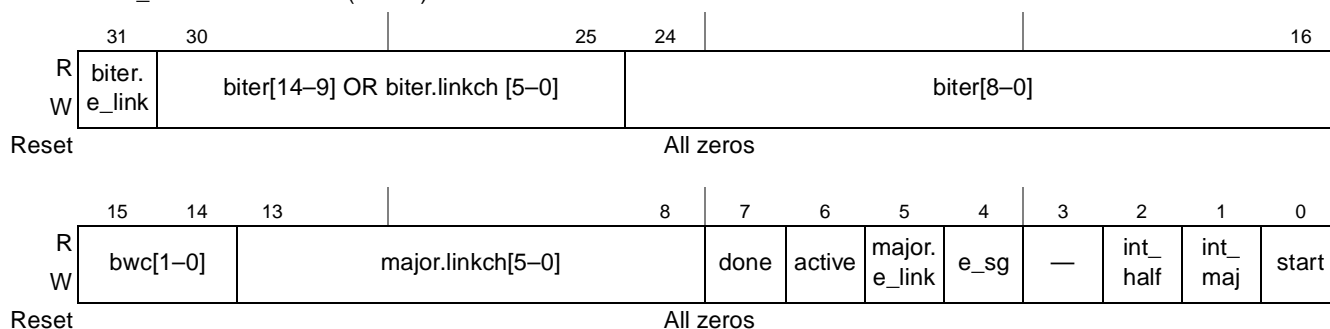 31 30 25 24 16
R
W
biter.
e_link
biter[14–9] OR biter.linkch [5–0]
biter[8–0]
Reset
All zeros
15 14 13 8 7 6 5 4 3 2 1 0
R
W
bwc[1–0]
major.linkch[5–0]
done
active
major.
e_link
e_sg
—
int_
half
int_
maj
start
Reset
All zeros